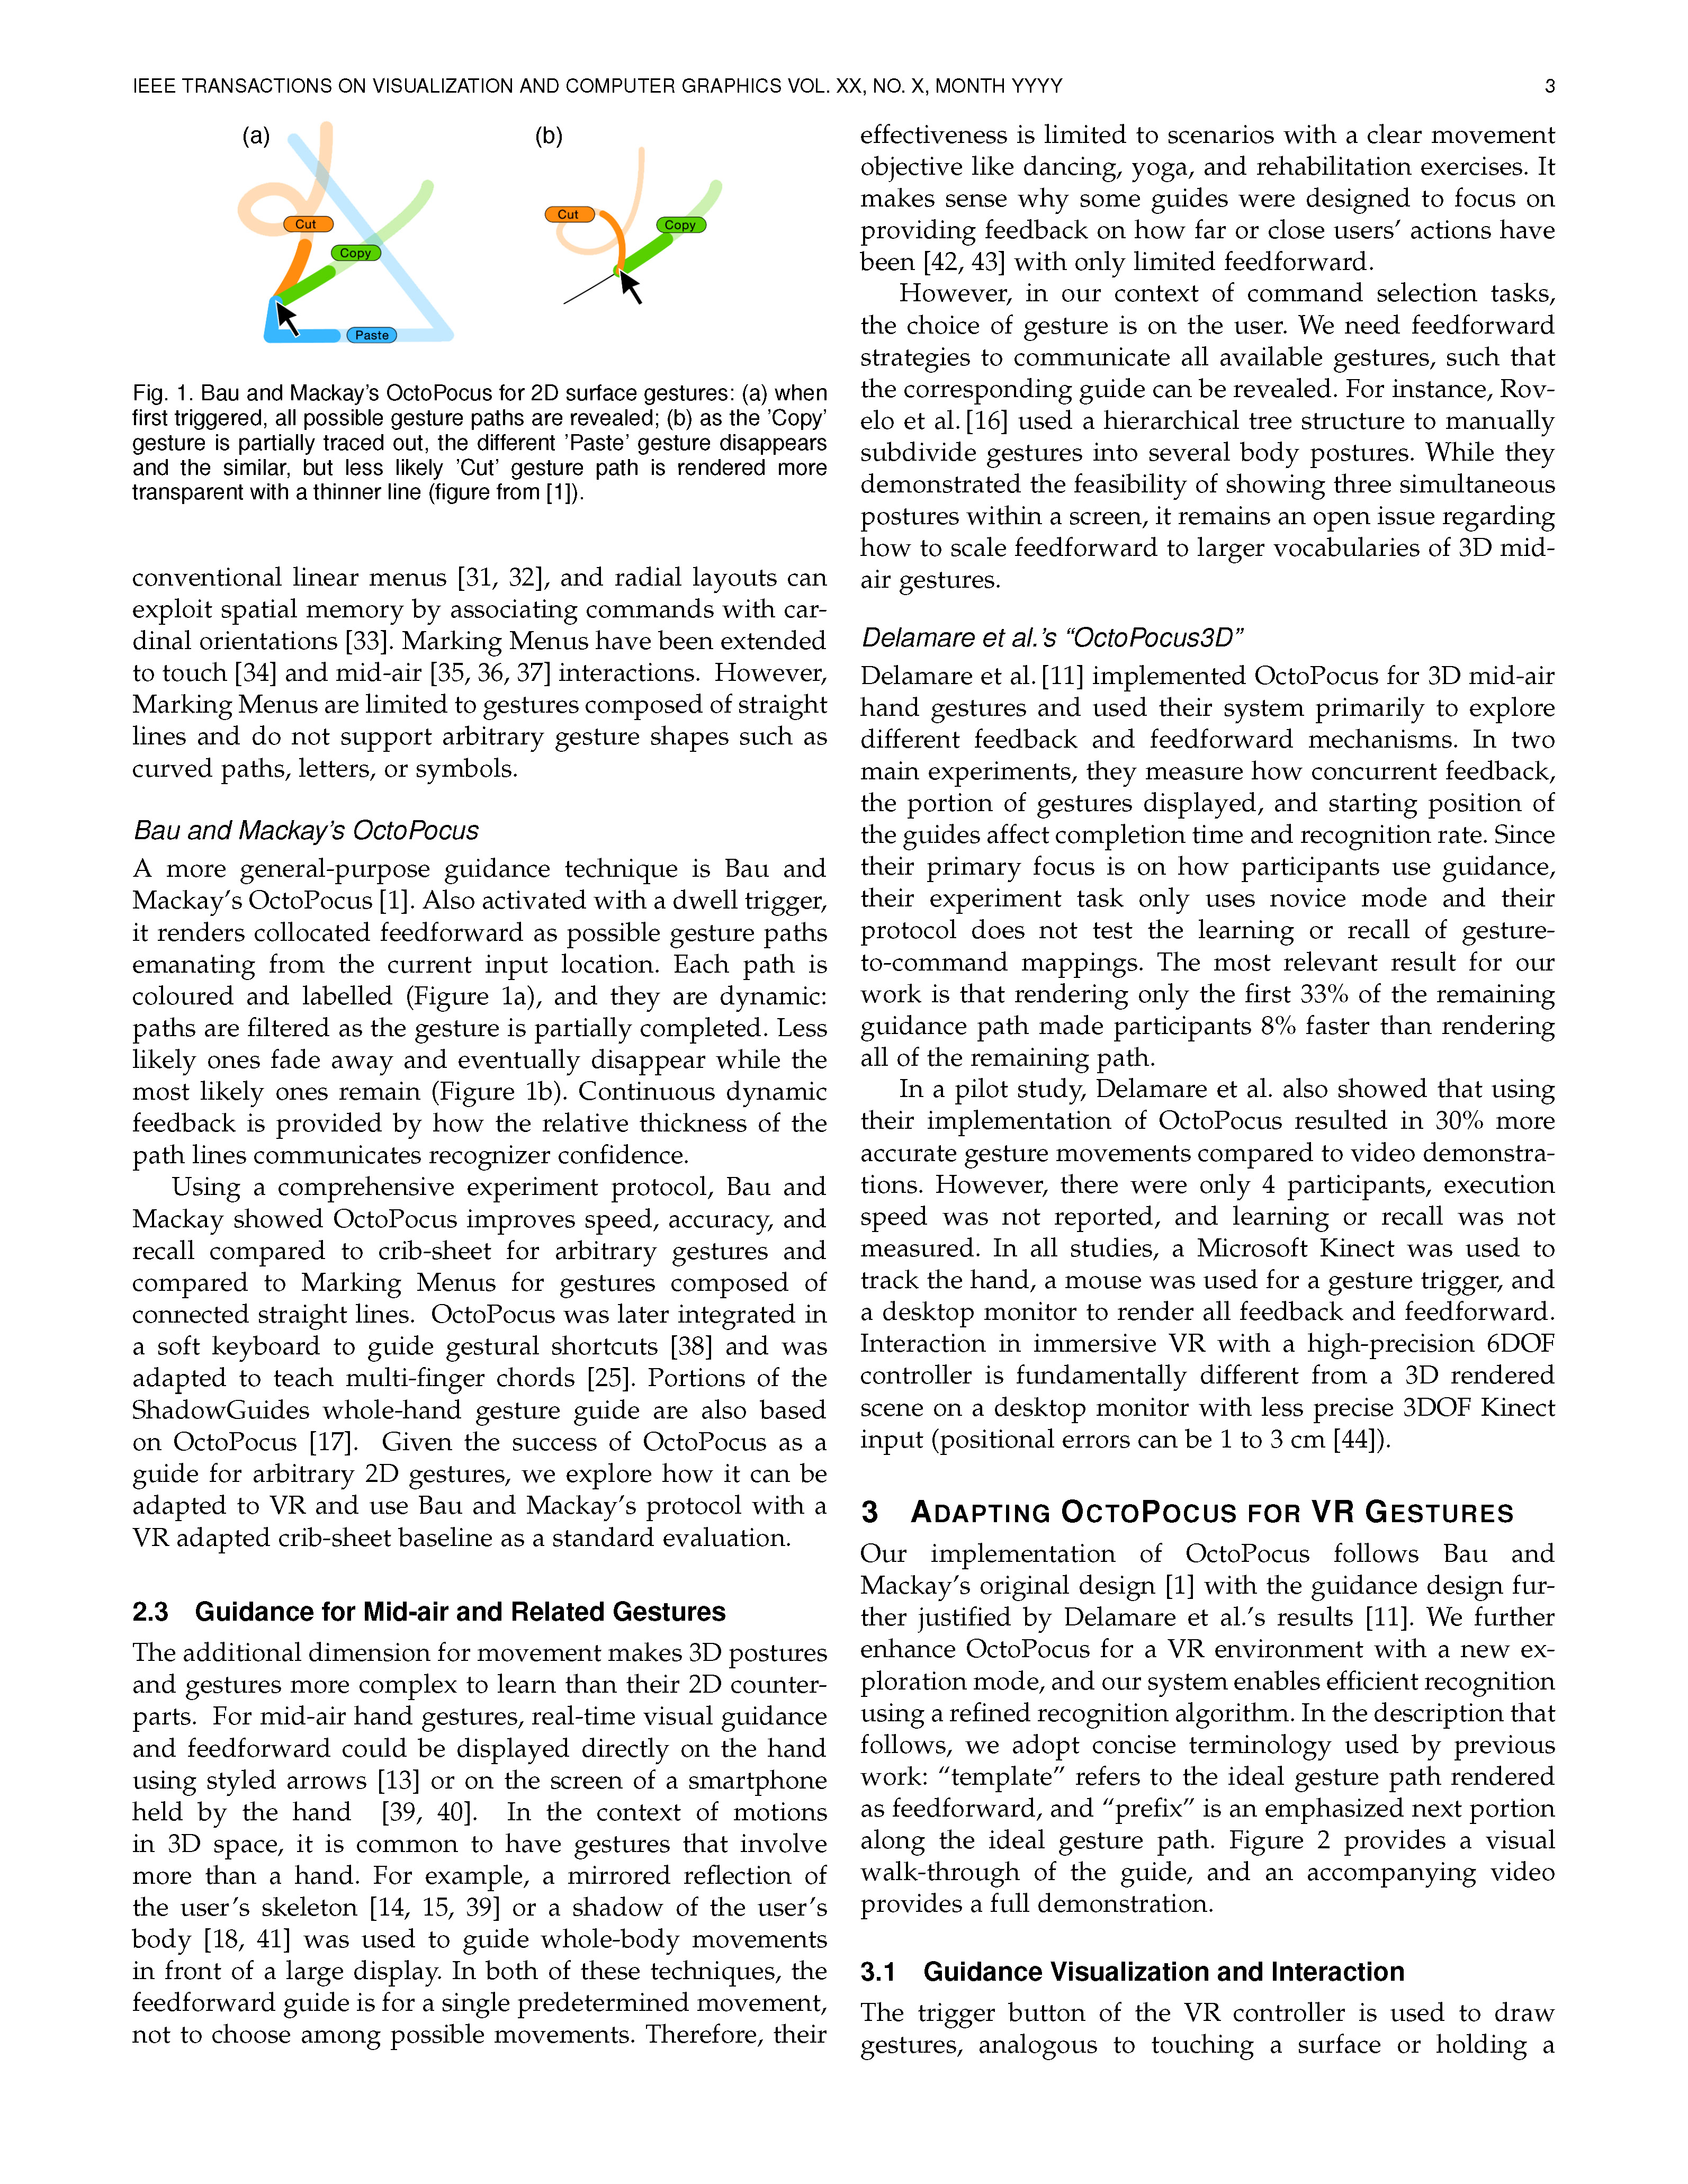 IEEE TRANSACTIONS ON VISUALIZATION AND COMPUTER GRAPHICS VOL. XX, NO. X, MONTH YYYY 3
(a)
Cut
Copy
Paste
(b)
Cut
Copy
Fig. 1. Bau and Mackay's OctoPocus for 2D surface gestures: (a) when
first triggered, all possible gesture paths are revealed; (b) as the 'Copy'
gesture is partially traced out, the different 'Paste' gesture disappears
and the similar, but less likely 'Cut' gesture path is rendered more
transparent with a thinner line (figure from [1]).
conventional linear menus [31, 32], and radial layouts can
exploit spatial memory by associating commands with car-
dinal orientations [33]. Marking Menus have been extended
to touch [34] and mid-air [35, 36, 37] interactions. However,
Marking Menus are limited to gestures composed of straight
lines and do not support arbitrary gesture shapes such as
curved paths, letters, or symbols.
Bau and Mackay's OctoPocus
A more general-purpose guidance technique is Bau and
Mackay's OctoPocus [1]. Also activated with a dwell trigger,
it renders collocated feedforward as possible gesture paths
emanating from the current input location. Each path is
coloured and labelled (Figure 1a), and they are dynamic:
paths are filtered as the gesture is partially completed. Less
likely ones fade away and eventually disappear while the
most likely ones remain (Figure 1b). Continuous dynamic
feedback is provided by how the relative thickness of the
path lines communicates recognizer confidence.
Using a comprehensive experiment protocol, Bau and
Mackay showed OctoPocus improves speed, accuracy, and
recall compared to crib-sheet for arbitrary gestures and
compared to Marking Menus for gestures composed of
connected straight lines. OctoPocus was later integrated in
a soft keyboard to guide gestural shortcuts [38] and was
adapted to teach multi-finger chords [25]. Portions of the
ShadowGuides whole-hand gesture guide are also based
on OctoPocus [17]. Given the success of OctoPocus as a
guide for arbitrary 2D gestures, we explore how it can be
adapted to VR and use Bau and Mackay's protocol with a
VR adapted crib-sheet baseline as a standard evaluation.
2.3 Guidance for Mid-air and Related Gestures
The additional dimension for movement makes 3D postures
and gestures more complex to learn than their 2D counter-
parts. For mid-air hand gestures, real-time visual guidance
and feedforward could be displayed directly on the hand
using styled arrows [13] or on the screen of a smartphone
held by the hand [39, 40]. In the context of motions
in 3D space, it is common to have gestures that involve
more than a hand. For example, a mirrored reflection of
the user's skeleton [14, 15, 39] or a shadow of the user's
body [18, 41] was used to guide whole-body movements
in front of a large display. In both of these techniques, the
feedforward guide is for a single predetermined movement,
not to choose among possible movements. Therefore, their
effectiveness is limited to scenarios with a clear movement
objective like dancing, yoga, and rehabilitation exercises. It
makes sense why some guides were designed to focus on
providing feedback on how far or close users' actions have
been [42, 43] with only limited feedforward.
However, in our context of command selection tasks,
the choice of gesture is on the user. We need feedforward
strategies to communicate all available gestures, such that
the corresponding guide can be revealed. For instance, Rov-
elo et al. [16] used a hierarchical tree structure to manually
subdivide gestures into several body postures. While they
demonstrated the feasibility of showing three simultaneous
postures within a screen, it remains an open issue regarding
how to scale feedforward to larger vocabularies of 3D mid-
air gestures.
Delamare et al.'s “OctoPocus3D”
Delamare et al. [11] implemented OctoPocus for 3D mid-air
hand gestures and used their system primarily to explore
different feedback and feedforward mechanisms. In two
main experiments, they measure how concurrent feedback,
the portion of gestures displayed, and starting position of
the guides affect completion time and recognition rate. Since
their primary focus is on how participants use guidance,
their experiment task only uses novice mode and their
protocol does not test the learning or recall of gesture-
to-command mappings. The most relevant result for our
work is that rendering only the first 33% of the remaining
guidance path made participants 8% faster than rendering
all of the remaining path.
In a pilot study, Delamare et al. also showed that using
their implementation of OctoPocus resulted in 30% more
accurate gesture movements compared to video demonstra-
tions. However, there were only 4 participants, execution
speed was not reported, and learning or recall was not
measured. In all studies, a Microsoft Kinect was used to
track the hand, a mouse was used for a gesture trigger, and
a desktop monitor to render all feedback and feedforward.
Interaction in immersive VR with a high-precision 6DOF
controller is fundamentally different from a 3D rendered
scene on a desktop monitor with less precise 3DOF Kinect
input (positional errors can be 1 to 3 cm [44]).
3 ADAPTING OCTOPOCUS FOR VR GESTURES
Our implementation of OctoPocus follows Bau and
Mackay's original design [1] with the guidance design fur-
ther justified by Delamare et al.'s results [11]. We further
enhance OctoPocus for a VR environment with a new ex-
ploration mode, and our system enables efficient recognition
using a refined recognition algorithm. In the description that
follows, we adopt concise terminology used by previous
work: “template” refers to the ideal gesture path rendered
as feedforward, and “prefix” is an emphasized next portion
along the ideal gesture path. Figure 2 provides a visual
walk-through of the guide, and an accompanying video
provides a full demonstration.
3.1 Guidance Visualization and Interaction
The trigger button of the VR controller is used to draw
gestures, analogous to touching a surface or holding a